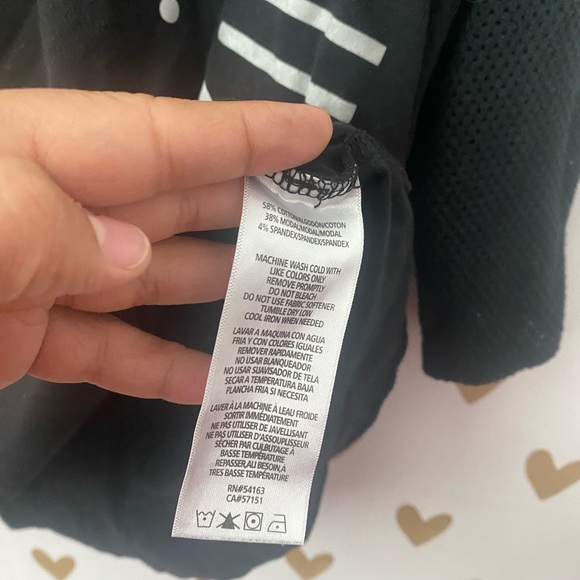 58% COTTON/ALGODÓN/COTON
38% MODAL/MODAL/MODAL
4% SPANDEX/SPANDEX/SPANDEX
MACHINE WASH COLD WITH
LIKE COLORS ONLY
REMOVE PROMPTLY
DO NOT BLEACH
DO NOT USE FABRIC SOFTENER
TUMBLE DRY LOW
COOL IRON WHEN NEEDED
LAVAR A MAQUINA CON AGUA
FRIA Y CON COLORES IGUALES
REMOVER RAPIDAMENTE
NO USAR BLANQUEADOR
NO USAR SUAVISADOR DE TELA
SECAR A TEMPERATURA BAJA
PLANCHA FRIA SI NECESITA
LAVER À LA MACHINE À LEAU FROIDE
SORTIR IMMÉDIATEMENT
NE PAS UTILISER DE JAVELLISANT
NE PAS UTILISER D'ASSOUPLISSEUR
SÉCHER PAR CULBUTAGE À
BASSE TEMPÉRATURE
REPASSER, AU BESOIN, À
TRES BASSE TEMPÉRATURE
RN#54163
CA#57151